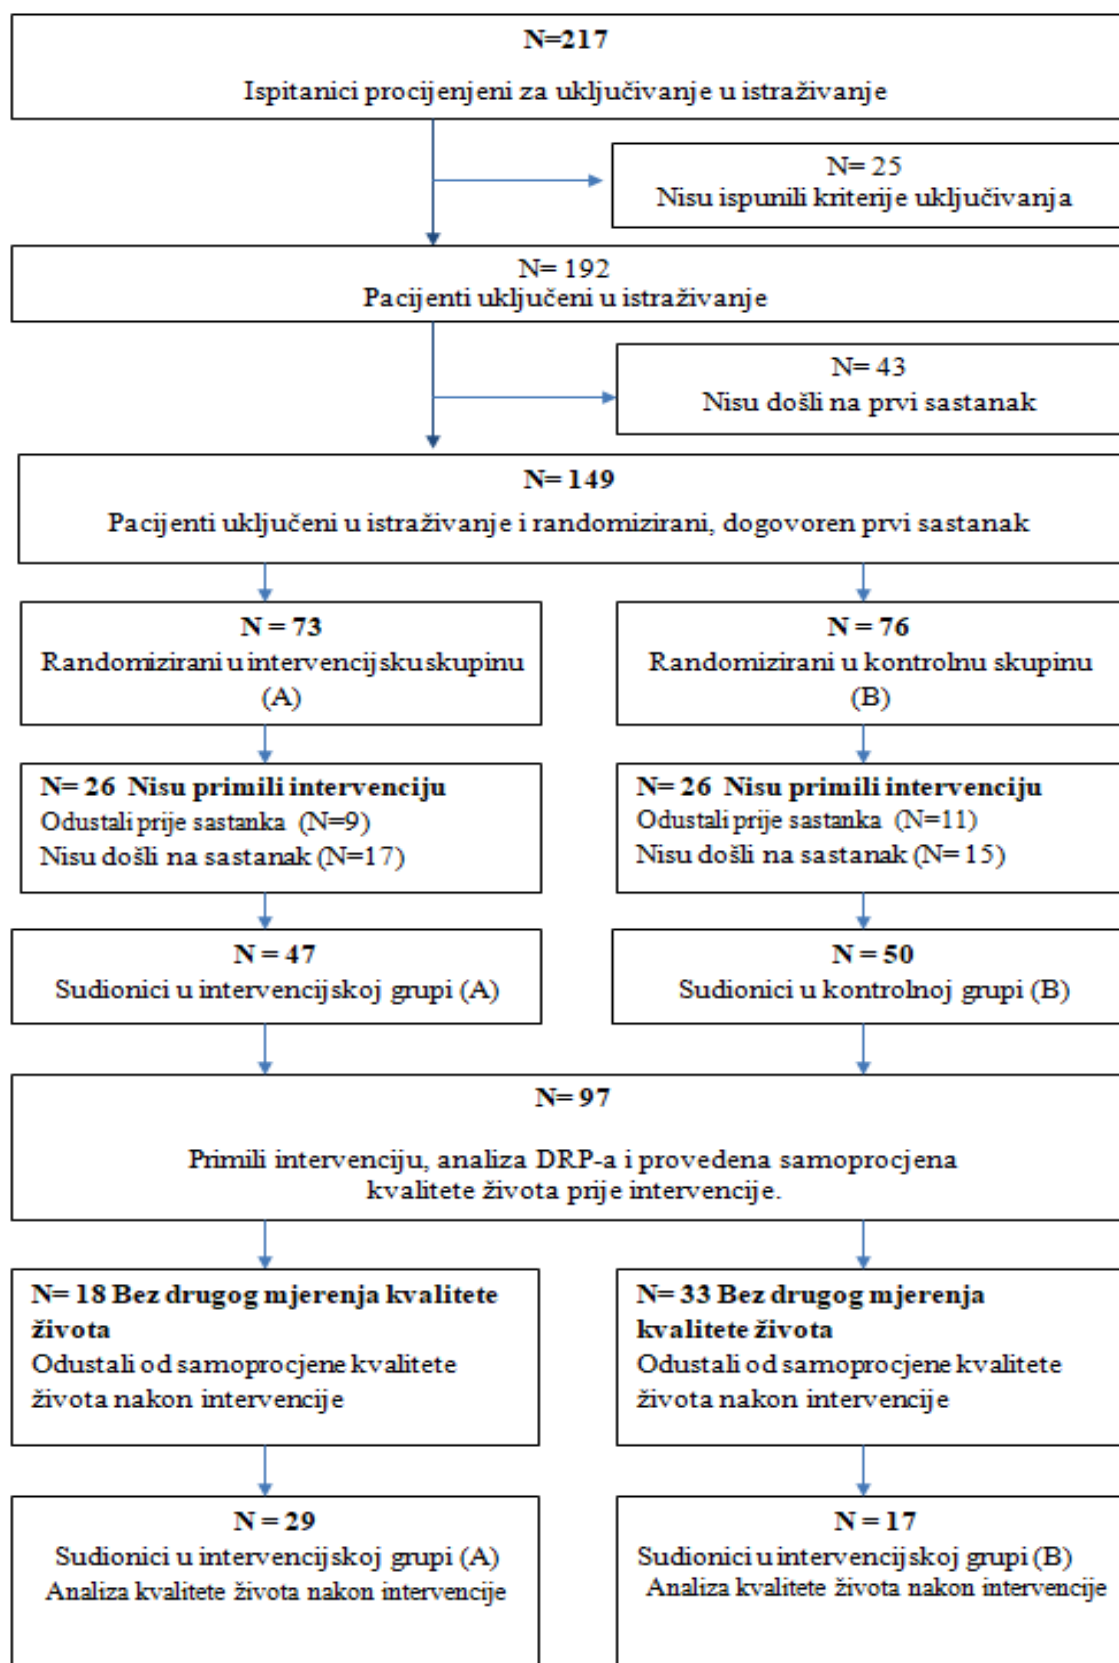 N=217
Ispitanici procijenjeni za uključivanje u istraživanje
N= 25
Nisu ispunili kriterije uključivanja
N= 192
Pacijenti uključeni u istraživanje
N= 43
Nisu došli na prvi sastanak
N= 149
Pacijenti uključeni u istraživanje i randomizirani, dogovoren prvi sastanak
N = 73
Randomizirani u intervencijsku skupinu
(A)
N = 76
Randomizirani u kontrolnu skupinu
(B)
N= 26 Nisu primili intervenciju
Odustali prije sastanka (N=9)
Nisu došli na sastanak (N=17)
N= 26 Nisu primili intervenciju
Odustali prije sastanka (N=11)
Nisu došli na sastanak (N= 15)
N = 47
Sudionici u intervencijskoj grupi (A)
N = 50
Sudionici u kontrolnoj grupi (B)
N= 97
Primili intervenciju, analiza DRP-a i provedena samoprocjena
kvalitete života prije intervencije.
N= 18 Bez drugog mjerenja kvalitete
života
Odustali od samoprocjene kvalitete
života nakon intervencije
N= 33 Bez drugog mjerenja
kvalitete života
Odustali od samoprocjene kvalitete
života nakon intervencije
N = 29
Sudionici u intervencijskoj grupi (A)
Analiza kvalitete života nakon intervencije
N = 17
Sudionici u intervencijskoj grupi (B)
Analiza kvalitete života nakon intervencije